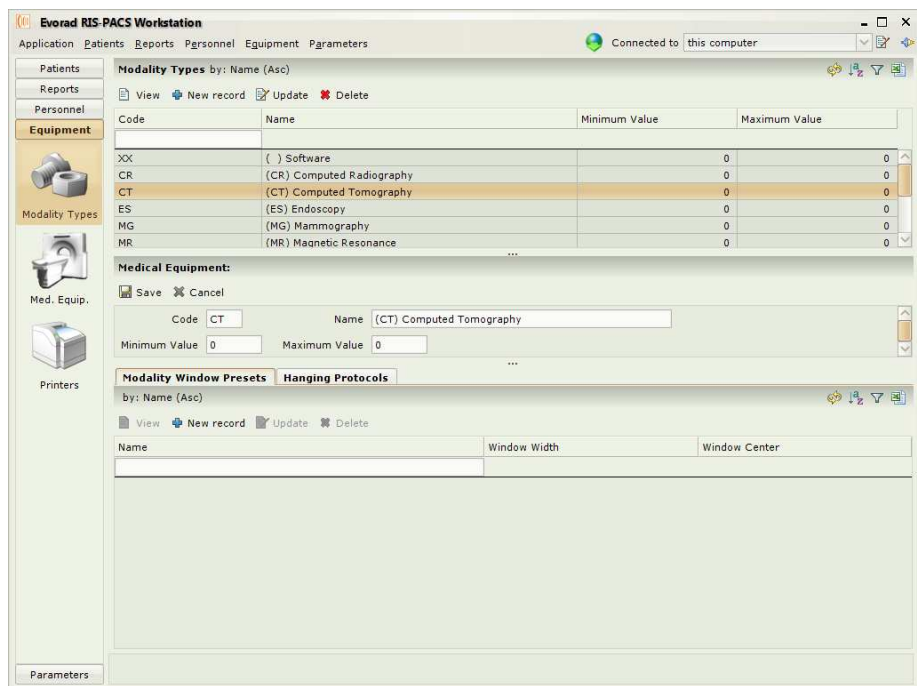 Evorad RIS-PACS Workstation
Application Patients Reports Personnel Equipment Parameters Connected to this computer
Patients
Reports
Personnel
Equipment
Modality Types
Med. Equip.
Printers
Parameters
Modality Types by: Name (Asc)
View New record Update Delete
Code Name Minimum Value Maximum Value
XX ( ) Software 0 0
CR (CR) Computed Radiography 0 0
CT (CT) Computed Tomography 0 0
ES (ES) Endoscopy 0 0
MG (MG) Mammography 0 0
MR (MR) Magnetic Resonance 0 0
Medical Equipment:
Save Cancel
Code CT Name (CT) Computed Tomography
Minimum Value 0 Maximum Value 0
Modality Window Presets Hanging Protocols
by: Name (Asc)
View New record Update Delete
Name Window Width Window Center